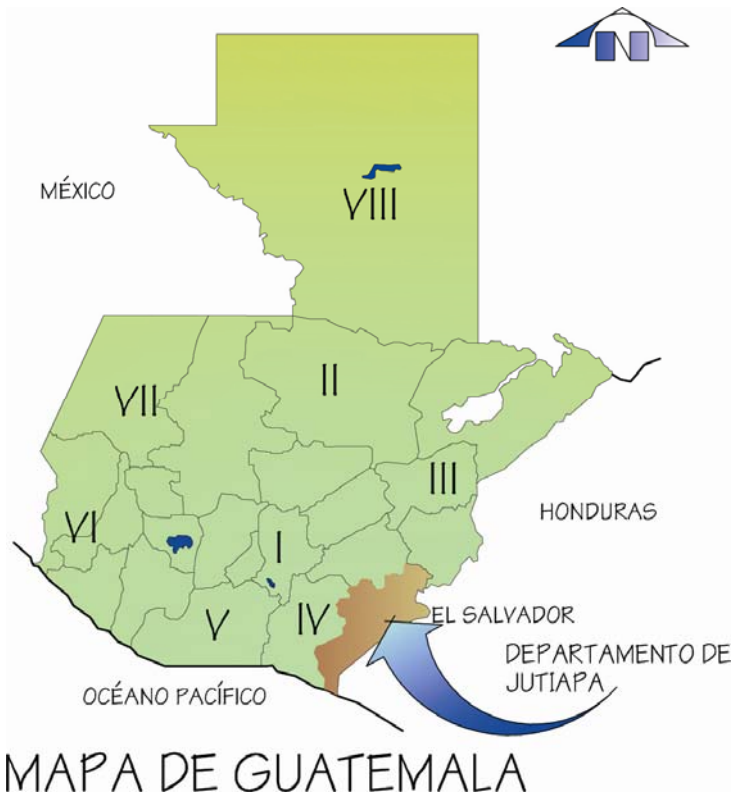 N
MÉXICO
VIII
II
VII
III
HONDURAS
VI
I
IV
V
EL SALVADOR
DEPARTAMENTO DE
JUTIAPA
OCÉANO PACÍFICO
MAPA DE GUATEMALA